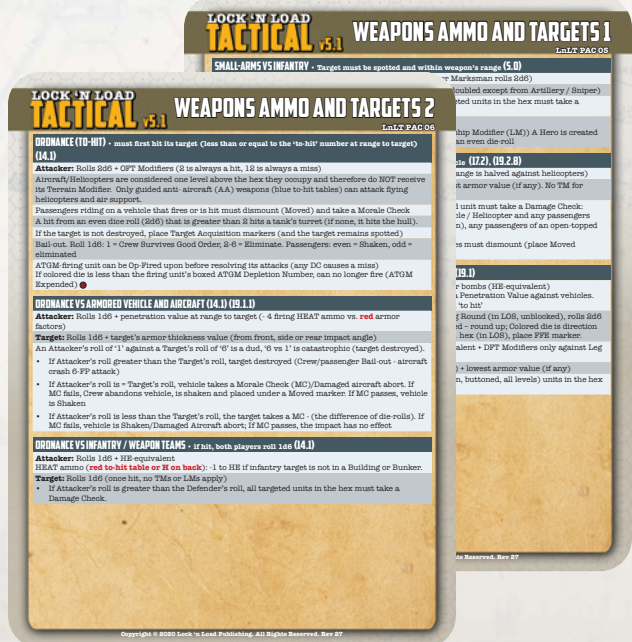 LOCK 'N LOAD
TACTICAL v5.1
WEAPONS AMMO AND TARGETS 1
LnLT PAC 05
SMALL-ARMS VS INFANTRY • Target must be spotted and within weapon's range (5.0)
Marksman rolls 2d6)
doubled except from Artillery / Sniper)
units in the hex must take a
Modifier (LM)) A Hero is created
an even die-roll
(17.2), (19.2.8)
range is halved against helicopters)
armor value (if any). No TM for
unit must take a Damage Check:
/ Helicopter and any passengers
any passengers of an open-topped
must dismount (place Moved
(19.1)
bombs (HE-equivalent)
Penetration Value against vehicles.
'to hit'
Round (in LOS, unblocked), rolls 2d6
– round up; Colored die is direction
hex (in LOS), place FFE marker.
+ DFT Modifiers only against Leg
+ lowest armor value (if any)
buttoned, all levels) units in the hex
Reserved. Rev 27
LOCK 'N LOAD
TACTICAL v5.1
WEAPONS AMMO AND TARGETS 2
LnLT PAC 06
ORDNANCE (TO-HIT) • must first hit its target (less than or equal to the 'to-hit' number at range to target)
(14.1)
Attacker: Rolls 2d6 + OFT Modifiers (2 is always a hit, 12 is always a miss)
Aircraft/Helicopters are considered one level above the hex they occupy and therefore do NOT receive
its Terrain Modifier. Only guided anti- aircraft (AA) weapons (blue to-hit tables) can attack flying
helicopters and air support.
Passengers riding on a vehicle that fires or is hit must dismount (Moved) and take a Morale Check
A hit from an even dice roll (2d6) that is greater than 2 hits a tank's turret (if none, it hits the hull).
If the target is not destroyed, place Target Acquisition markers (and the target remains spotted)
Bail-out. Roll 1d6: 1 = Crew Survives Good Order, 2-6 = Eliminate. Passengers: even = Shaken, odd =
eliminated
ATGM-firing unit can be Op-Fired upon before resolving its attacks (any DC causes a miss)
If colored die is less than the firing unit's boxed ATGM Depletion Number, can no longer fire (ATGM
Expended)
ORDNANCE VS ARMORED VEHICLE AND AIRCRAFT (14.1) (19.1.1)
Attacker: Rolls 1d6 + penetration value at range to target (- 4 firing HEAT ammo vs. red armor
factors)
Target: Rolls 1d6 + target's armor thickness value (from front, side or rear impact angle)
An Attacker's roll of '1' against a Target's roll of '6' is a dud, '6 vs 1' is catastrophic (target destroyed).
• If Attacker's roll greater than the Target's roll, target destroyed (Crew/passenger Bail-out - aircraft
crash 6-FP attack)
• If Attacker's roll is = Target's roll, vehicle takes a Morale Check (MC)/Damaged aircraft abort. If
MC fails, Crew abandons vehicle, is shaken and placed under a Moved marker. If MC passes, vehicle
is Shaken
• If Attacker's roll is less than the Target's roll, the target takes a MC - (the difference of die-rolls). If
MC fails, vehicle is Shaken/Damaged Aircraft abort; If MC passes, the impact has no effect
ORDNANCE VS INFANTRY / WEAPON TEAMS • if hit, both players roll 1d6 (14.1)
Attacker: Rolls 1d6 + HE-equivalent
HEAT ammo (red to-hit table or H on back): -1 to HE if infantry target is not in a Building or Bunker.
Target: Rolls 1d6 (once hit, no TMs or LMs apply)
• If Attacker's roll is greater than the Defender's roll, all targeted units in the hex must take a
Damage Check.
Copyright © 2020 Lock 'n Load Publishing. All Rights Reserved. Rev 27